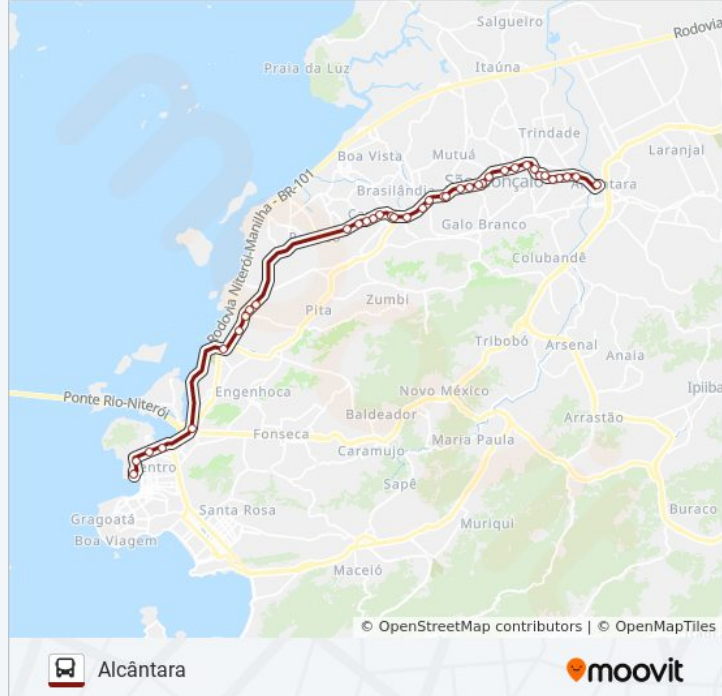 Salgueiro
Rodovia
Itaúna
Praia da Luz
Trindade
Laranjal
Boa Vista
Mutuá
Brasilândia
São Gonçalo
Alcântara
Rodovia Niterói-Manilha - BR-101
Galo Branco
Colubandê
Zumbi
Pita
Tribobó
Arsenal
Anaia
Ipiiba
Engenhoca
Novo México
Ponte Rio-Niterói
Baldeador
Arrastão
Fonseca
Maria Paula
Caramujo
Centro
Sapê
Santa Rosa
Buraco
Gragoatá
Muriqui
Boa Viagem
Maceió
© OpenStreetMap contributors | © OpenMapTiles
Alcântara
moovit